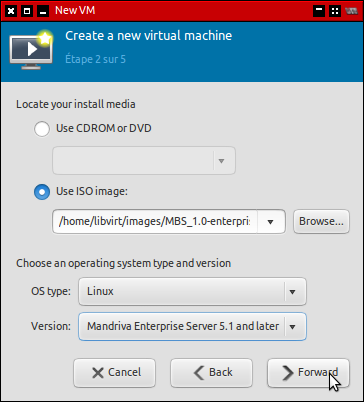 New VM
Create a new virtual machine
Étape 2 sur 5
Locate your install media
Use CDROM or DVD
Use ISO image:
/home/libvirt/images/MBS_1.0-enterpris
Browse...
Choose an operating system type and version
OS type:
Linux
Version:
Mandriva Enterprise Server 5.1 and later
Cancel
Back
Forward